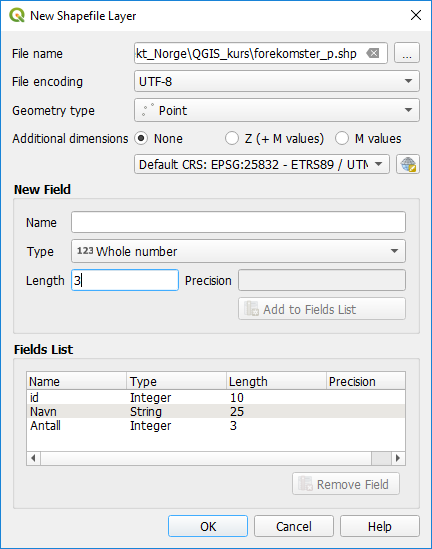 New Shapefile Layer
File name kt_Norge\QGIS_kurs\forekomster_p.shp ...
File encoding UTF-8
Geometry type Point
Additional dimensions None Z (+ M values) M values
Default CRS: EPSG:25832 - ETRS89 / UTM
New Field
Name
Type 123 Whole number
Length 3 Precision
Add to Fields List
Fields List
Name Type Length Precision
id Integer 10
Navn String 25
Antall Integer 3
Remove Field
OK Cancel Help